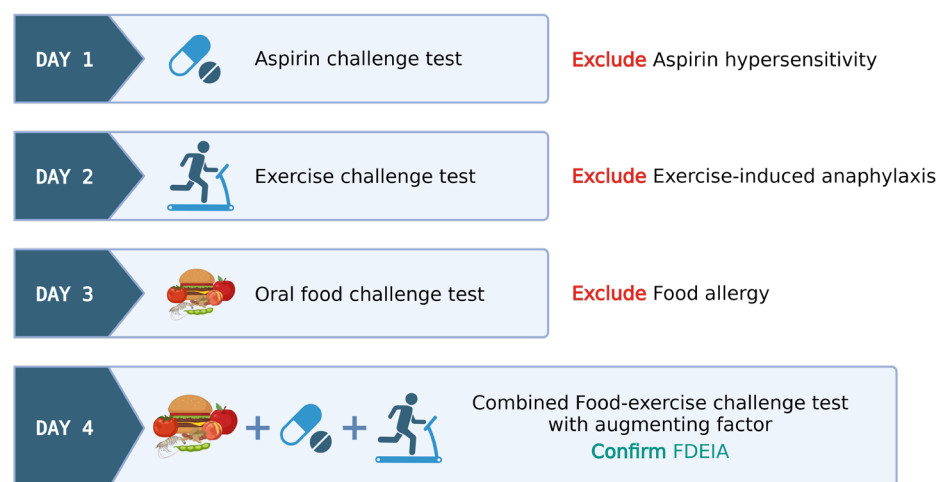 DAY 1
Aspirin challenge test
Exclude Aspirin hypersensitivity
DAY 2
Exercise challenge test
Exclude Exercise-induced anaphylaxis
DAY 3
Oral food challenge test
Exclude Food allergy
DAY 4
+ +
Combined Food-exercise challenge test
with augmenting factor
Confirm FDEIA